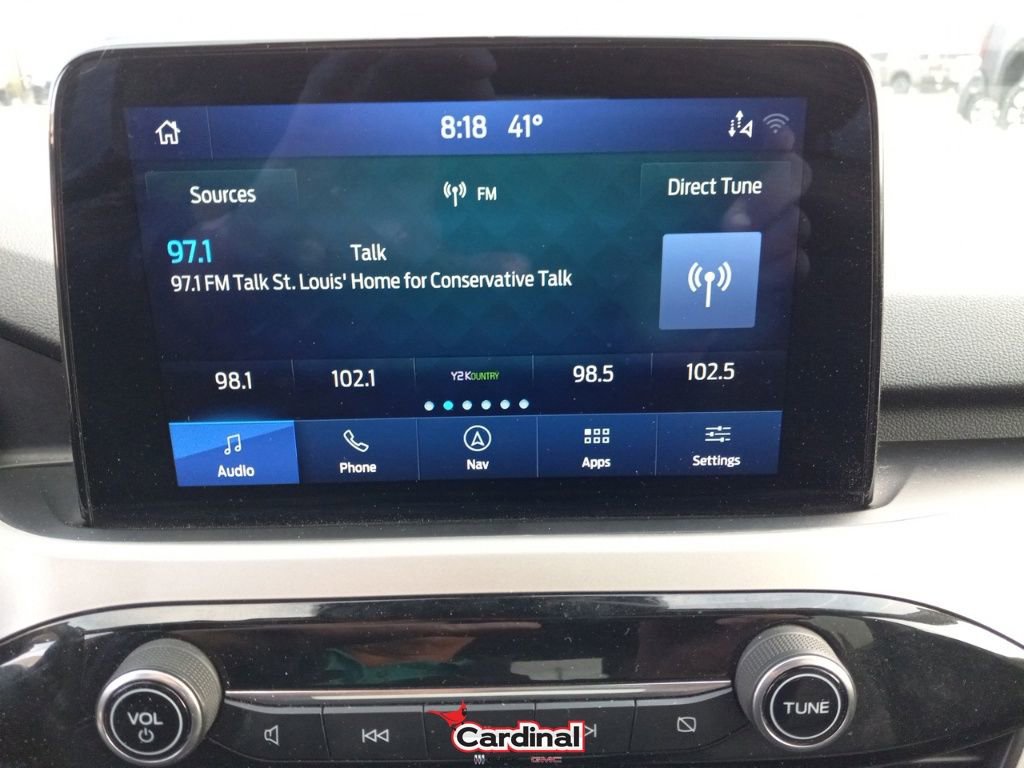 8:18 41°
Sources
FM
Direct Tune
97.1
Talk
97.1 FM Talk St. Louis' Home for Conservative Talk
98.1
102.1
Y2KOUNTRY
98.5
102.5
Audio
Phone
Nav
Apps
Settings
VOL
TUNE
Cardinal
GMC